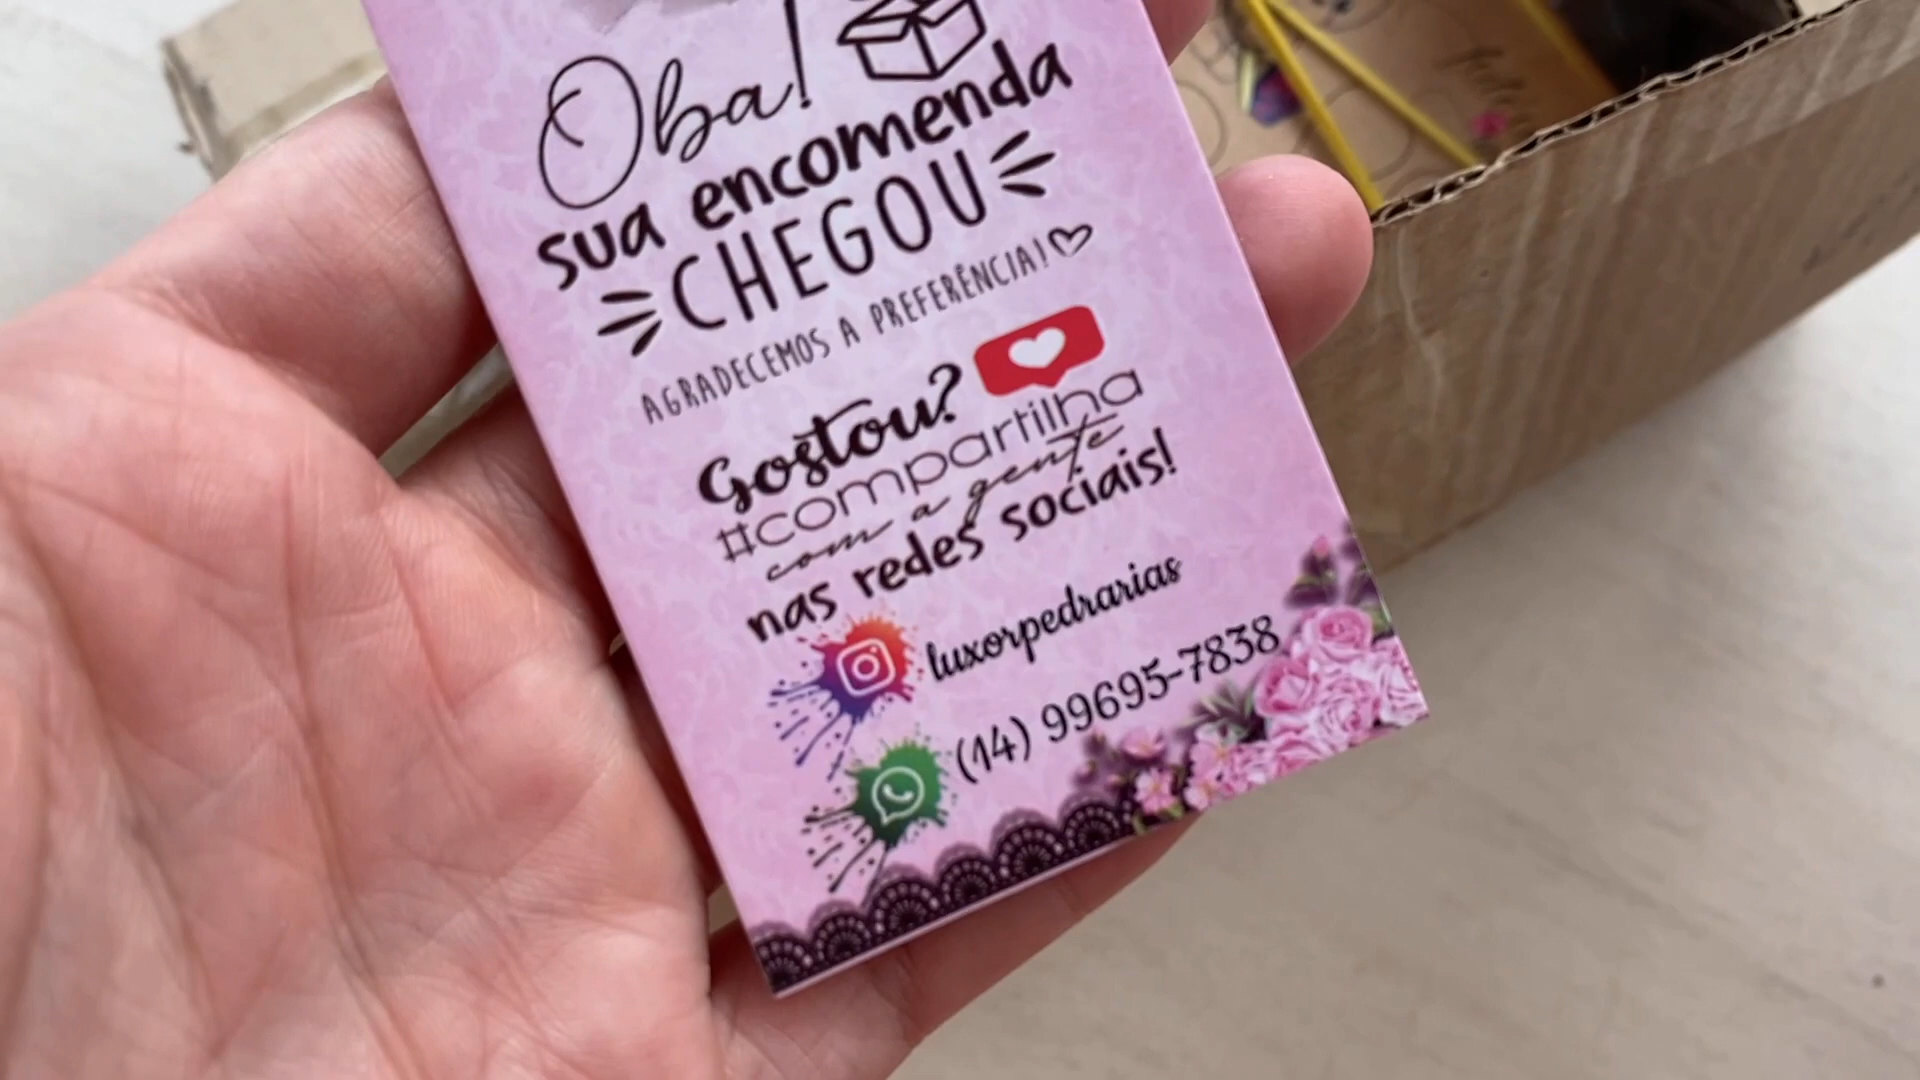 Oba!
sua encomenda
CHEGOU
AGRADECEMOS A PREFERÊNCIA!
Gostou?
#compartilha
com a gente
nas redes sociais!
luxorpedrarias
(14) 99695-7838